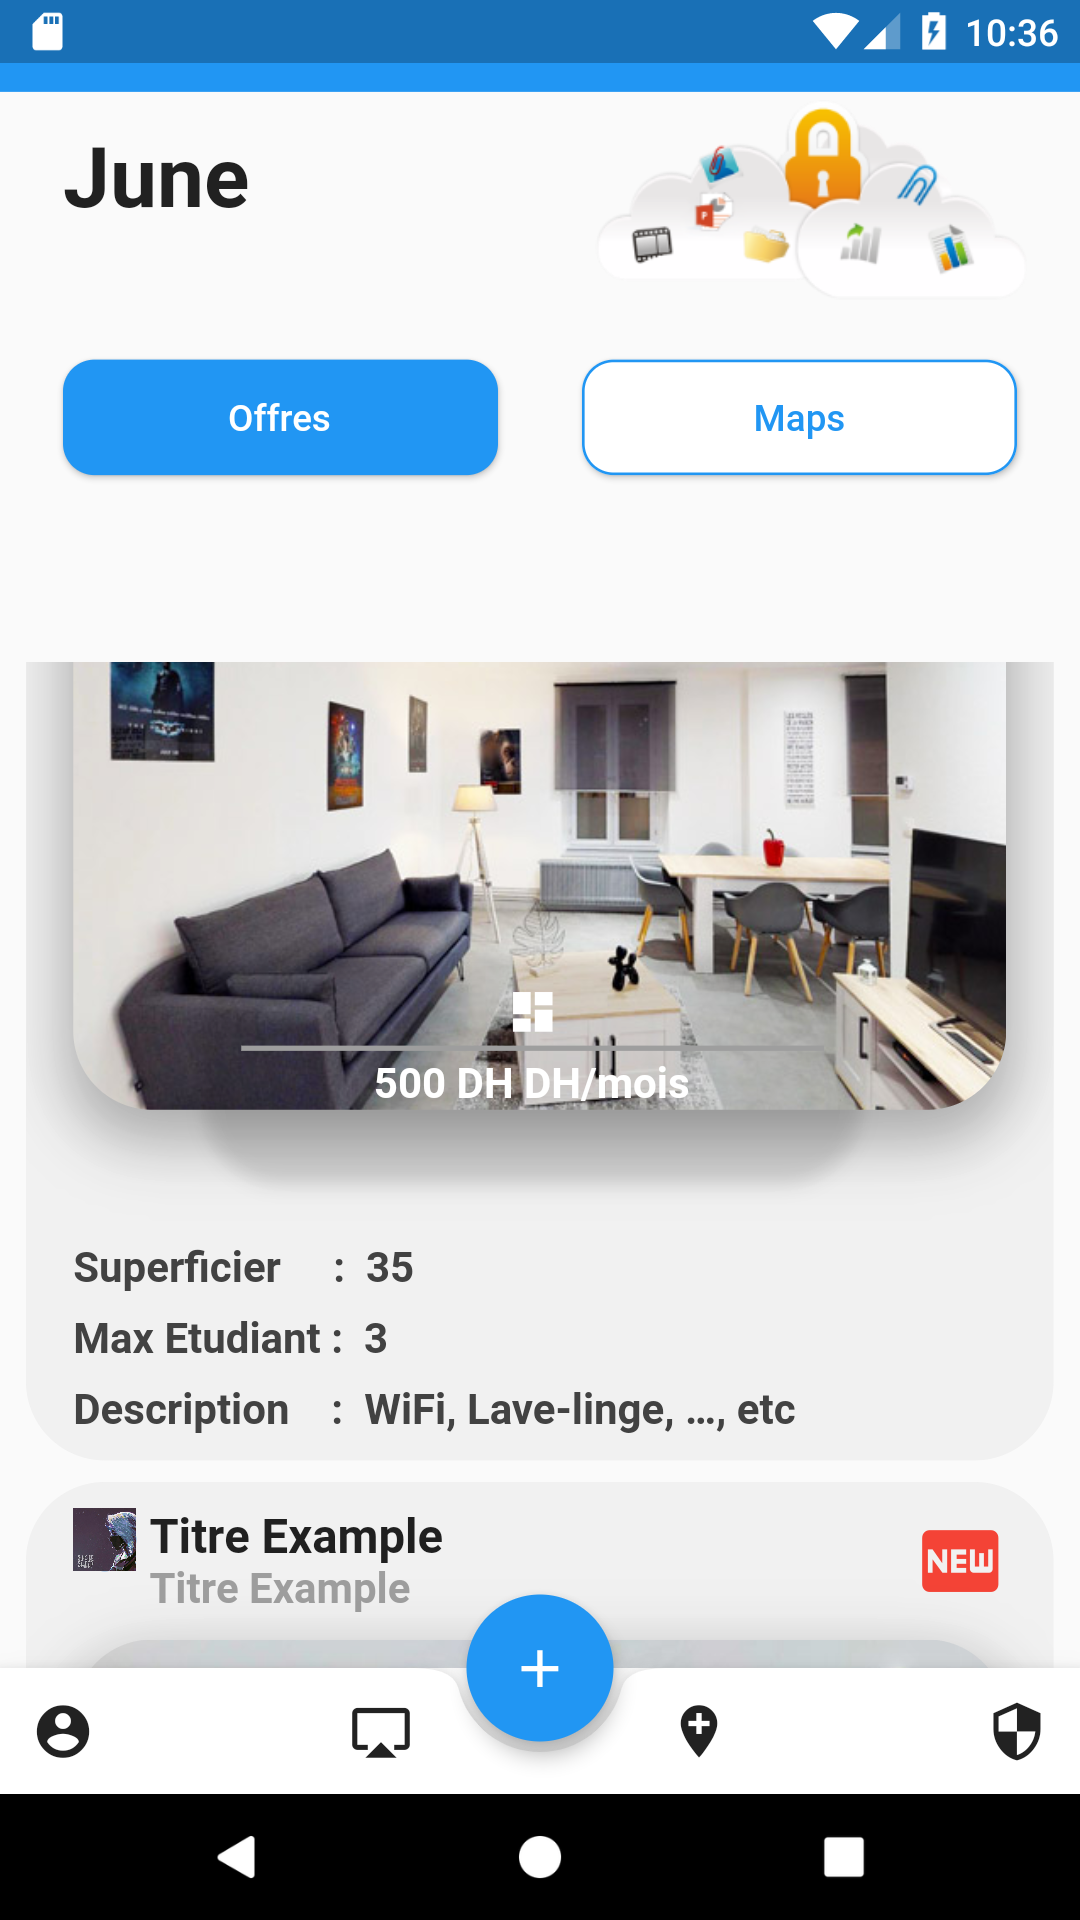 10:36
June
Offres
Maps
500 DH DH/mois
Superficier : 35
Max Etudiant : 3
Description : WiFi, Lave-linge, ..., etc
Titre Example
NEW
Titre Example